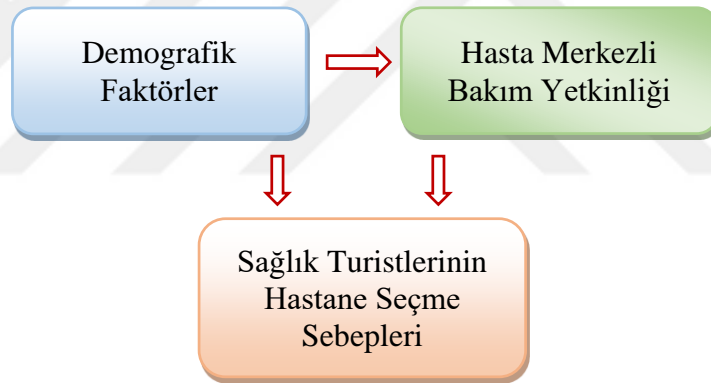 Demografik
Faktörler
Hasta Merkezli
Bakım Yetkinliği
Sağlık Turistlerinin
Hastane Seçme
Sebepleri